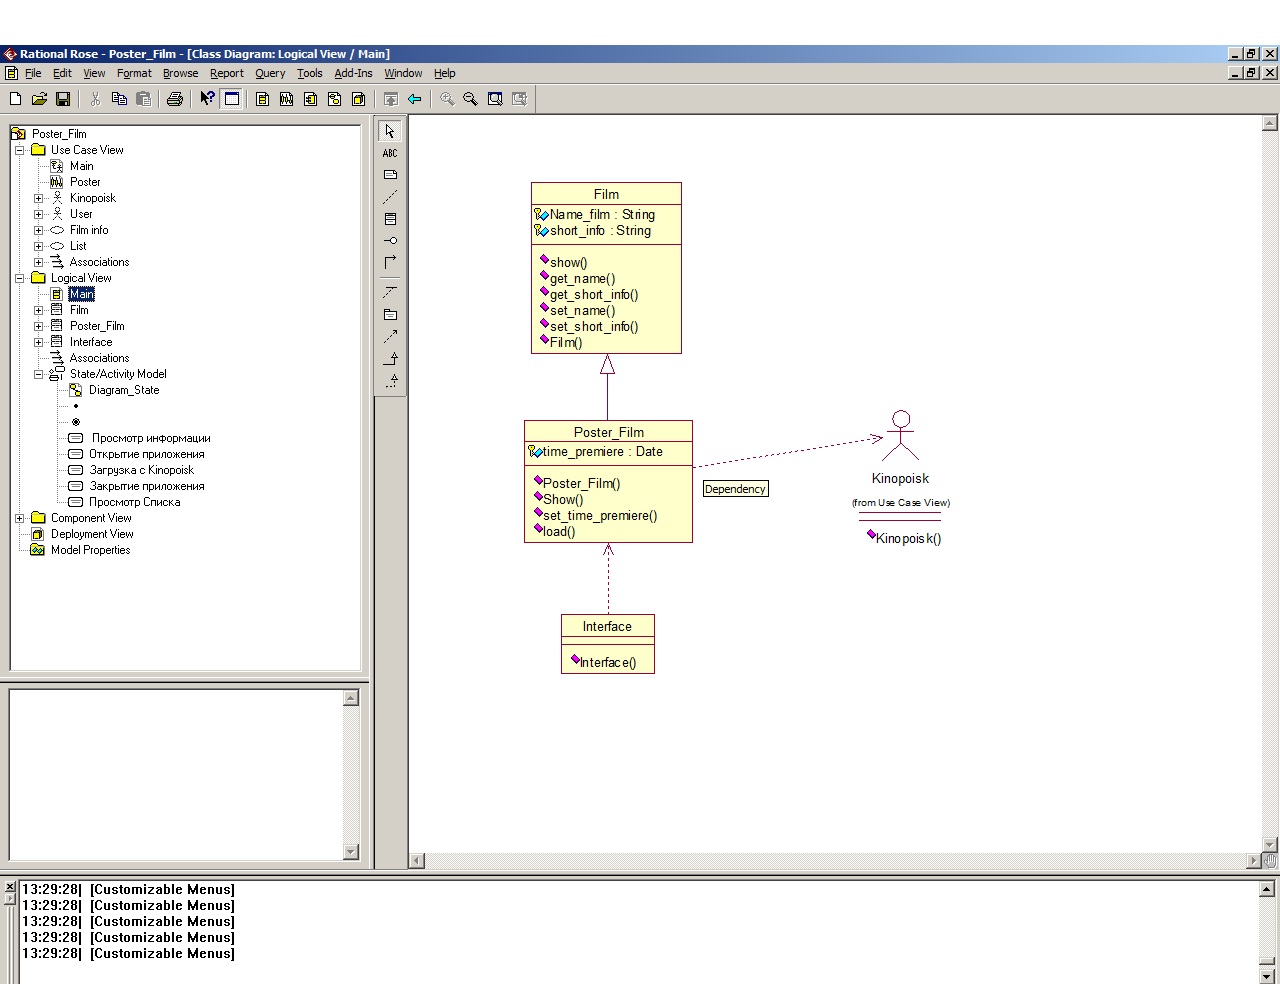 Rational Rose - Poster_Film - [Class Diagram: Logical View / Main]
File Edit View Format Browse Report Query Tools Add-Ins Window Help
Poster_Film
Use Case View
Main
Poster
Kinopoisk
User
Film info
List
Associations
Logical View
Main
Film
Poster_Film
Interface
Associations
State/Activity Model
Diagram_State
Просмотр информации
Открытие приложения
Загрузка с Kinopoisk
Закрытие приложения
Просмотр Списка
Component View
Deployment View
Model Properties
ABC
Film
Name_film : String
short_info : String
show()
get_name()
get_short_info()
set_name()
set_short_info()
Film()
Poster_Film
time_premiere : Date
Poster_Film()
Show()
set_time_premiere()
load()
Dependency
Kinopoisk
(from Use Case View)
Kinopoisk()
Interface
Interface()
13:29:28| [Customizable Menus]
13:29:28| [Customizable Menus]
13:29:28| [Customizable Menus]
13:29:28| [Customizable Menus]
13:29:28| [Customizable Menus]